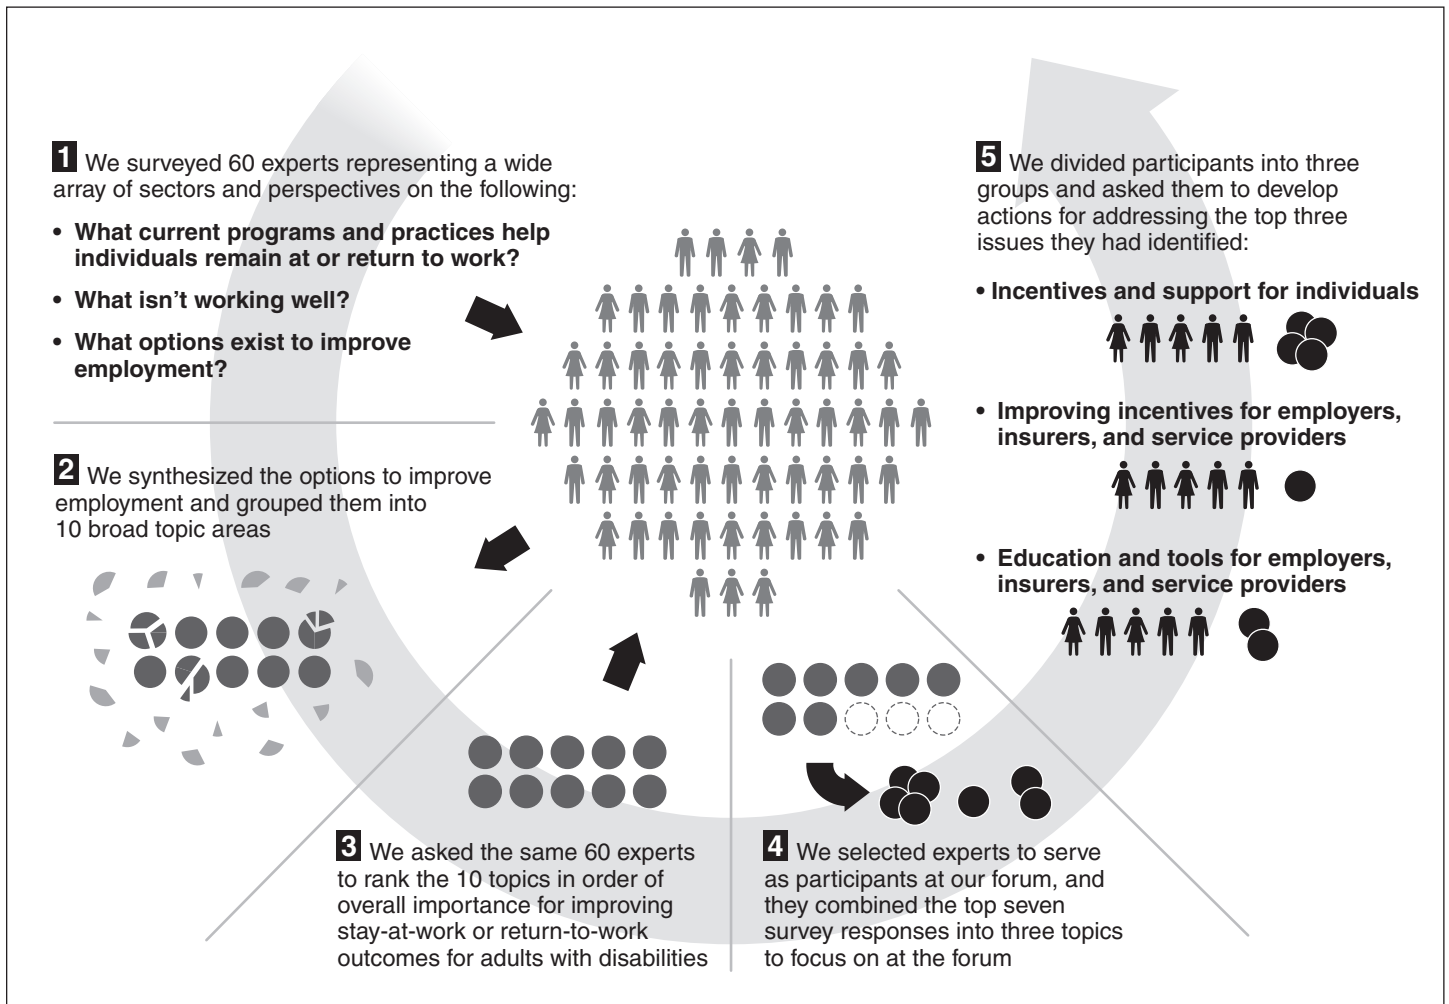 1 We surveyed 60 experts representing a wide
array of sectors and perspectives on the following:
• What current programs and practices help
individuals remain at or return to work?
• What isn’t working well?
• What options exist to improve
employment?
2 We synthesized the options to improve
employment and grouped them into
10 broad topic areas
3 We asked the same 60 experts
to rank the 10 topics in order of
overall importance for improving
stay-at-work or return-to-work
outcomes for adults with disabilities
4 We selected experts to serve
as participants at our forum, and
they combined the top seven
survey responses into three topics
to focus on at the forum
5 We divided participants into three
groups and asked them to develop
actions for addressing the top three
issues they had identified:
• Incentives and support for individuals
• Improving incentives for employers,
insurers, and service providers
• Education and tools for employers,
insurers, and service providers